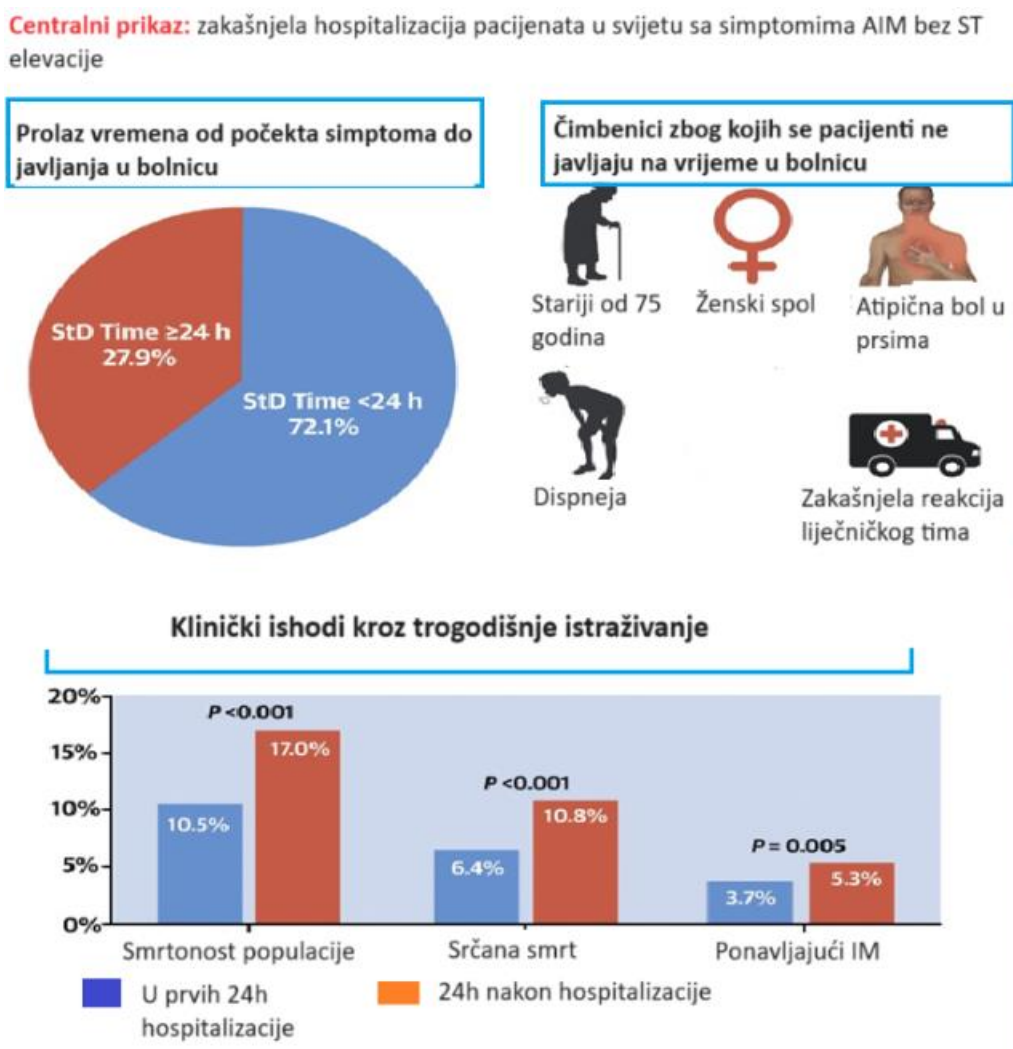 Centralni prikaz: zakašnjela hospitalizacija pacijenata u svijetu sa simptomima AIM bez ST
elevacije
Prolaz vremena od počekta simptoma do
javljanja u bolnicu
StD Time ≥24 h
27.9%
StD Time <24 h
72.1%
Čimbenici zbog kojih se pacijenti ne
javljaju na vrijeme u bolnicu
Stariji od 75
godina
Ženski spol
Atipična bol u
prsima
Dispneja
Zakašnjela reakcija
liječničkog tima
Klinički ishodi kroz trogodišnje istraživanje
20%
15%
10%
5%
0%
P <0.001
10.5%
17.0%
P <0.001
6.4%
10.8%
P = 0.005
3.7%
5.3%
Smrtonost populacije
Srčana smrt
Ponavljajući IM
U prvih 24h
hospitalizacije
24h nakon hospitalizacije